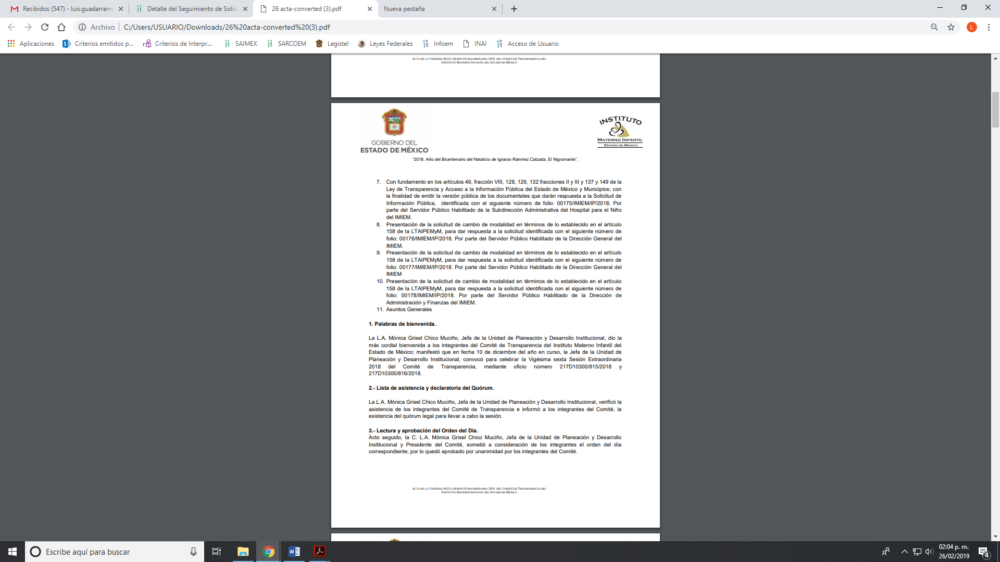 Recibidos (547) - luis.guadarrama
Detalle del Seguimiento de Solici
26 acta-converted (3).pdf
Nueva pestaña
Archivo
C:/Users/USUARIO/Downloads/26%20acta-converted%20(3).pdf
L
Aplicaciones
Criterios emitidos p...
Criterios de Interpr...
SAIMEX
SARCOEM
Legistel
Leyes Federales
Infoem
INAI
Acceso de Usuario
ACTA DE LA VIGÉSIMA SEXTA SESIÓN EXTRAORDINARIA 2018 DEL COMITÉ DE TRANSPARENCIA DEL
INSTITUTO MATERNO INFANTIL DEL ESTADO DE MÉXICO
GOBIERNO DEL
ESTADO DE MÉXICO
INSTITUTO
MATERNO INFANTIL
ESTADO DE MEXICO
“2018. Año del Bicentenario del Natalicio de Ignacio Ramírez Calzada, El Nigromante”.
7. Con fundamento en los artículos 49, fracción VIII, 128, 129, 132 fracciones II y III y 137 y 149 de la
Ley de Transparencia y Acceso a la Información Pública del Estado de México y Municipios; con
la finalidad de emitir la versión pública de los documentales que darán respuesta a la Solicitud de
Información Pública, identificada con el siguiente número de folio: 00175/IMIEM/IP/2018, Por
parte del Servidor Público Habilitado de la Subdirección Administrativa del Hospital para el Niño
del IMIEM.
8. Presentación de la solicitud de cambio de modalidad en términos de lo establecido en el artículo
158 de la LTAIPEMyM, para dar respuesta a la solicitud identificada con el siguiente número de
folio: 00176/IMIEM/IP/2018. Por parte del Servidor Público Habilitado de la Dirección General del
IMIEM.
9. Presentación de la solicitud de cambio de modalidad en términos de lo establecido en el artículo
158 de la LTAIPEMyM, para dar respuesta a la solicitud identificada con el siguiente número de
folio: 00177/IMIEM/IP/2018. Por parte del Servidor Público Habilitado de la Dirección General del
IMIEM
10. Presentación de la solicitud de cambio de modalidad en términos de lo establecido en el artículo
158 de la LTAIPEMyM, para dar respuesta a la solicitud identificada con el siguiente número de
folio: 00178/IMIEM/IP/2018. Por parte del Servidor Público Habilitado de la Dirección de
Administración y Finanzas del IMIEM.
11. Asuntos Generales
1. Palabras de bienvenida.
La L.A. Mónica Grisel Chico Muciño, Jefa de la Unidad de Planeación y Desarrollo Institucional, dio la
más cordial bienvenida a los integrantes del Comité de Transparencia del Instituto Materno Infantil del
Estado de México; manifestó que en fecha 10 de diciembre del año en curso, la Jefa de la Unidad de
Planeación y Desarrollo Institucional, convocó para celebrar la Vigésima sexta Sesión Extraordinaria
2018 del Comité de Transparencia, mediante oficio número 217D10300/815/2018 y
217D10300/816/2018.
2.- Lista de asistencia y declaratoria del Quórum.
La L.A. Mónica Grisel Chico Muciño, Jefa de la Unidad de Planeación y Desarrollo Institucional, verificó la
asistencia de los integrantes del Comité de Transparencia e informó a los integrantes del Comité, la
existencia del quórum legal para llevar a cabo la sesión.
3.- Lectura y aprobación del Orden del Día.
Acto seguido, la C. L.A. Mónica Grisel Chico Muciño, Jefa de la Unidad de Planeación y Desarrollo
Institucional y Presidente del Comité, sometió a consideración de los integrantes el orden del día
correspondiente; por lo quedó aprobado por unanimidad por los integrantes del Comité.
ACTA DE LA VIGÉSIMA SEXTA SESIÓN EXTRAORDINARIA 2018 DEL COMITÉ DE TRANSPARENCIA DEL
INSTITUTO MATERNO INFANTIL DEL ESTADO DE MÉXICO
Escribe aquí para buscar
02:04 p. m.
26/02/2019
4